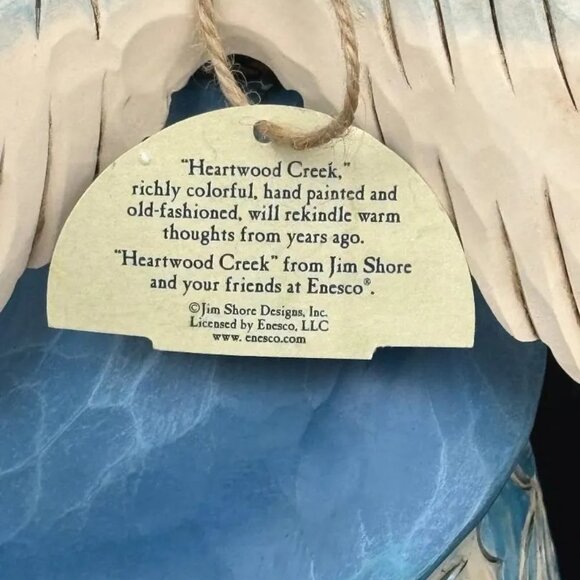 "Heartwood Creek,"
richly colorful, hand painted and
old-fashioned, will rekindle warm
thoughts from years ago.
"Heartwood Creek" from Jim Shore
and your friends at Enesco®.
©Jim Shore Designs, Inc.
Licensed by Enesco, LLC
www. enesco.com